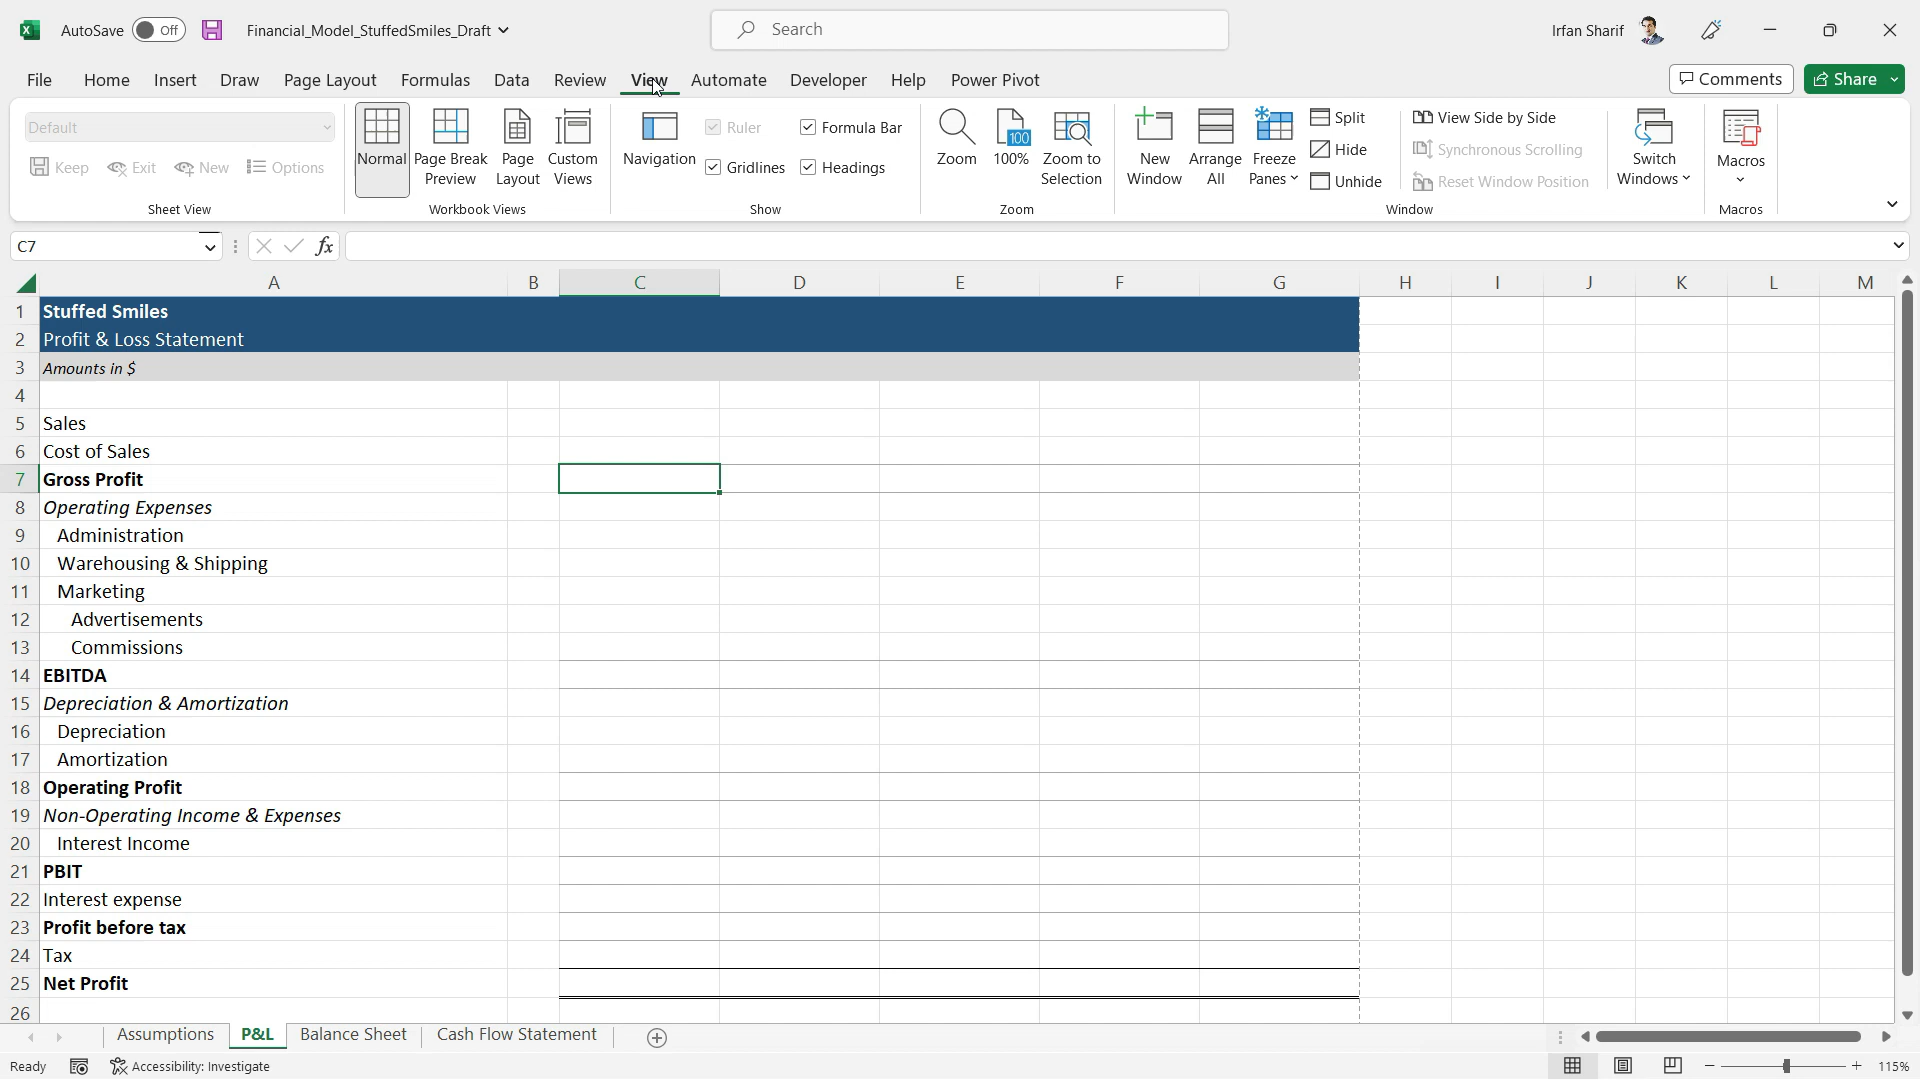 AutoSave Off Financial_Model_StuffedSmiles_Draft Search Irfan Sharif
File Home Insert Draw Page Layout Formulas Data Review View Automate Developer Help Power Pivot Comments Share
Default
Keep Exit New Options
Sheet View
Normal
Page Break
Preview
Page
Layout
Custom
Views
Workbook Views
Navigation
Ruler
Formula Bar
Gridlines
Headings
Show
Zoom
100
100%
Zoom to
Selection
Zoom
New
Window
Arrange
All
Freeze
Panes
Split
Hide
Unhide
View Side by Side
Synchronous Scrolling
Reset Window Position
Switch
Windows
Window
Macros
Macros
C7 fx
A B C D E F G H I J K L M
1 Stuffed Smiles
2 Profit & Loss Statement
3 Amounts in $
4
5 Sales
6 Cost of Sales
7 Gross Profit
8 Operating Expenses
9 Administration
10 Warehousing & Shipping
11 Marketing
12 Advertisements
13 Commissions
14 EBITDA
15 Depreciation & Amortization
16 Depreciation
17 Amortization
18 Operating Profit
19 Non-Operating Income & Expenses
20 Interest Income
21 PBIT
22 Interest expense
23 Profit before tax
24 Tax
25 Net Profit
26
Assumptions P&L Balance Sheet Cash Flow Statement
Ready Accessibility: Investigate 115%